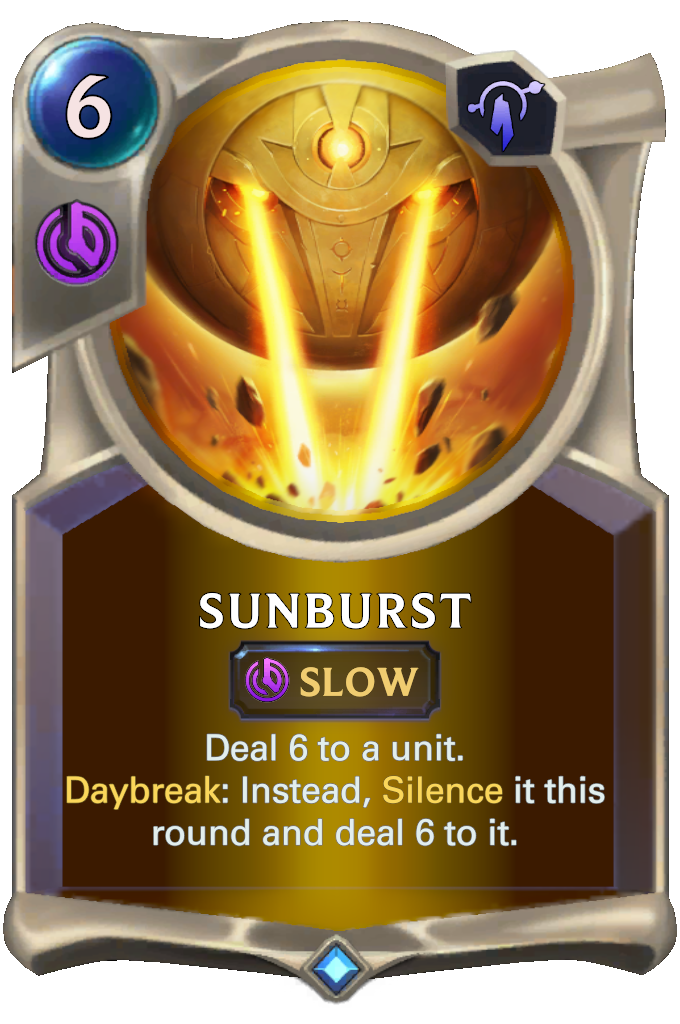 6
SUNBURST
SLOW
Deal 6 to a unit.
Daybreak: Instead, Silence it this
round and deal 6 to it.